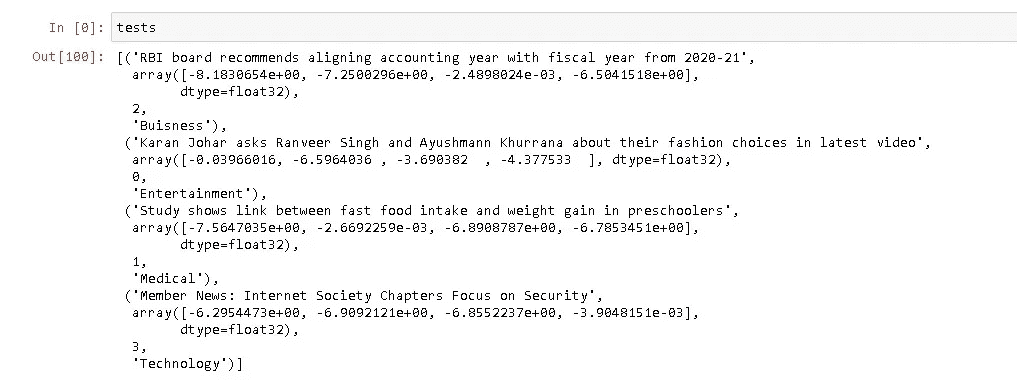 In [0]: tests
Out[100]: [('RBI board recommends aligning accounting year with fiscal year from 2020-21',
array([-8.1830654e+00, -7.2500296e+00, -2.4898024e-03, -6.5041518e+00],
dtype=float32),
2,
'Buisness'),
('Karan Johar asks Ranveer Singh and Ayushmann Khurrana about their fashion choices in latest video',
array([-0.03966016, -6.5964036 , -3.690382  , -4.377533  ], dtype=float32),
0,
'Entertainment'),
('Study shows link between fast food intake and weight gain in preschoolers',
array([-7.5647035e+00, -2.6692259e-03, -6.8908787e+00, -6.7853451e+00],
dtype=float32),
1,
'Medical'),
('Member News: Internet Society Chapters Focus on Security',
array([-6.2954473e+00, -6.9092121e+00, -6.8552237e+00, -3.9048151e-03],
dtype=float32),
3,
'Technology')]